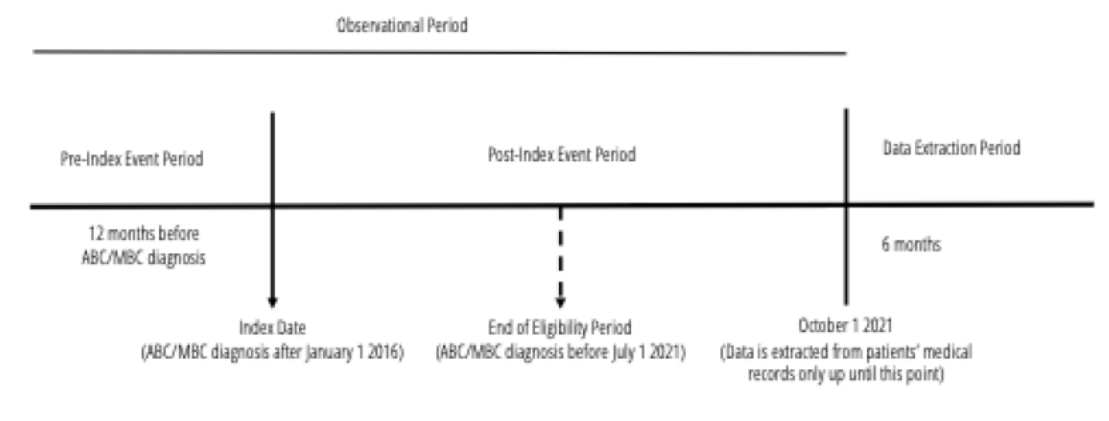 Observational Period
Pre-Index Event Period
Post-Index Event Period
Data Extraction Period
12 months before
ABC/MBC diagnosis
6 months
Index Date
(ABC/MBC diagnosis after January 1 2016)
End of Eligibility Period
(ABC/MBC diagnosis before July 1 2021)
October 1 2021
(Data is extracted from patients' medical
records only up until this point)